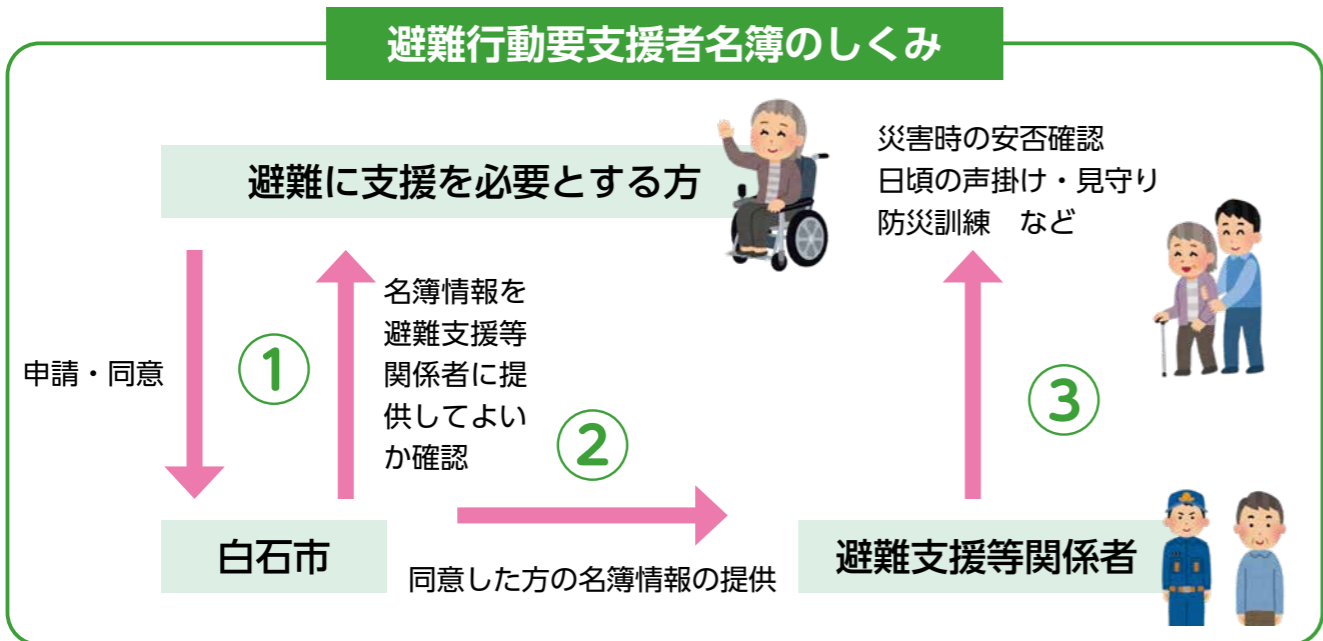 避難行動要支援者名簿のしくみ
避難に支援を必要とする方
災害時の安否確認
日頃の声掛け・見守り
防災訓練　など
申請・同意
①
名簿情報を
避難支援等
関係者に提
供してよい
か確認
②
③
白石市
同意した方の名簿情報の提供
避難支援等関係者